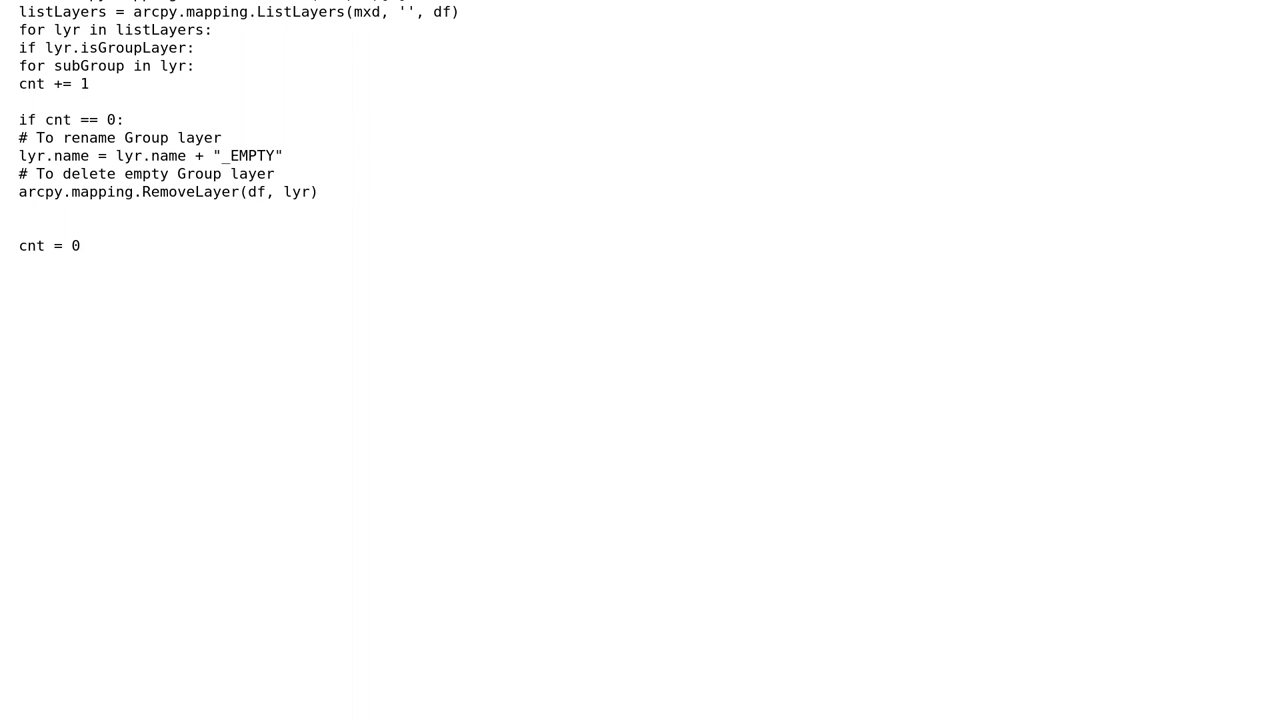 listLayers = arcpy.mapping.ListLayers(mxd, '', df)
for lyr in listLayers:
if lyr.isGroupLayer:
for subGroup in lyr:
cnt += 1
if cnt == 0:
# To rename Group layer
lyr.name = lyr.name + "_EMPTY"
# To delete empty Group layer
arcpy.mapping.RemoveLayer(df, lyr)
cnt = 0